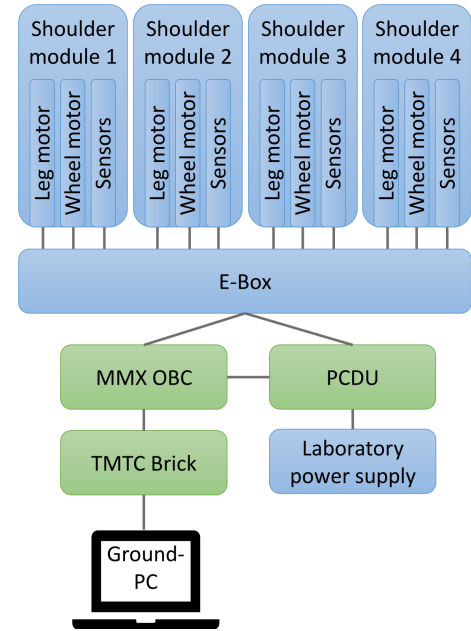 Shoulder
module 1
Leg motor
Wheel motor
Sensors
Shoulder
module 2
Leg motor
Wheel motor
Sensors
Shoulder
module 3
Leg motor
Wheel motor
Sensors
Shoulder
module 4
Leg motor
Wheel motor
Sensors
E-Box
MMX OBC
PCDU
TMTC Brick
Laboratory
power supply
Ground-
PC